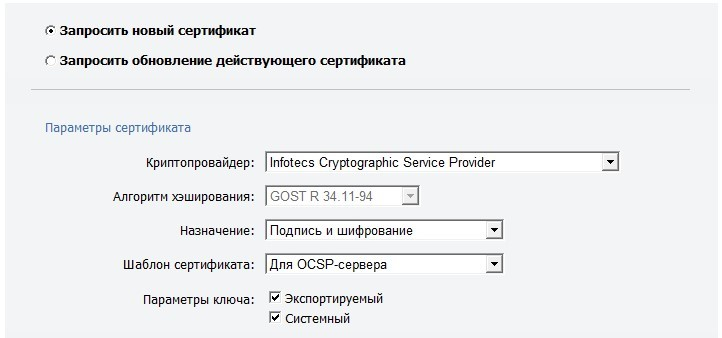 Запросить новый сертификат
Запросить обновление действующего сертификата
Параметры сертификата
Криптопровайдер: Infotecs Cryptographic Service Provider
Алгоритм хэширования: GOST R 34.11-94
Назначение: Подпись и шифрование
Шаблон сертификата: Для OCSP-сервера
Параметры ключа: Экспортируемый
Системный